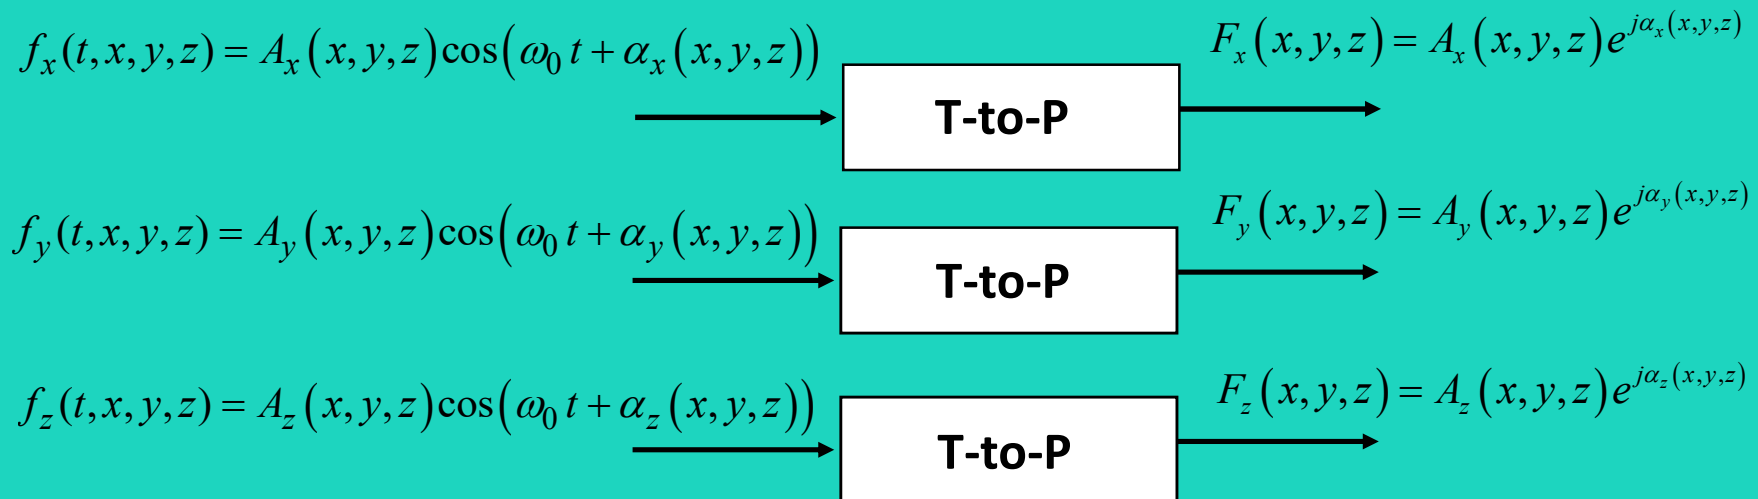 f_x(t,x,y,z) = A_x(x,y,z)cos(ω_0 t + α_x(x,y,z))
F_x(x,y,z) = A_x(x,y,z)e^{jα_x(x,y,z)}
T-to-P
f_y(t,x,y,z) = A_y(x,y,z)cos(ω_0 t + α_y(x,y,z))
F_y(x,y,z) = A_y(x,y,z)e^{jα_y(x,y,z)}
T-to-P
f_z(t,x,y,z) = A_z(x,y,z)cos(ω_0 t + α_z(x,y,z))
F_z(x,y,z) = A_z(x,y,z)e^{jα_z(x,y,z)}
T-to-P